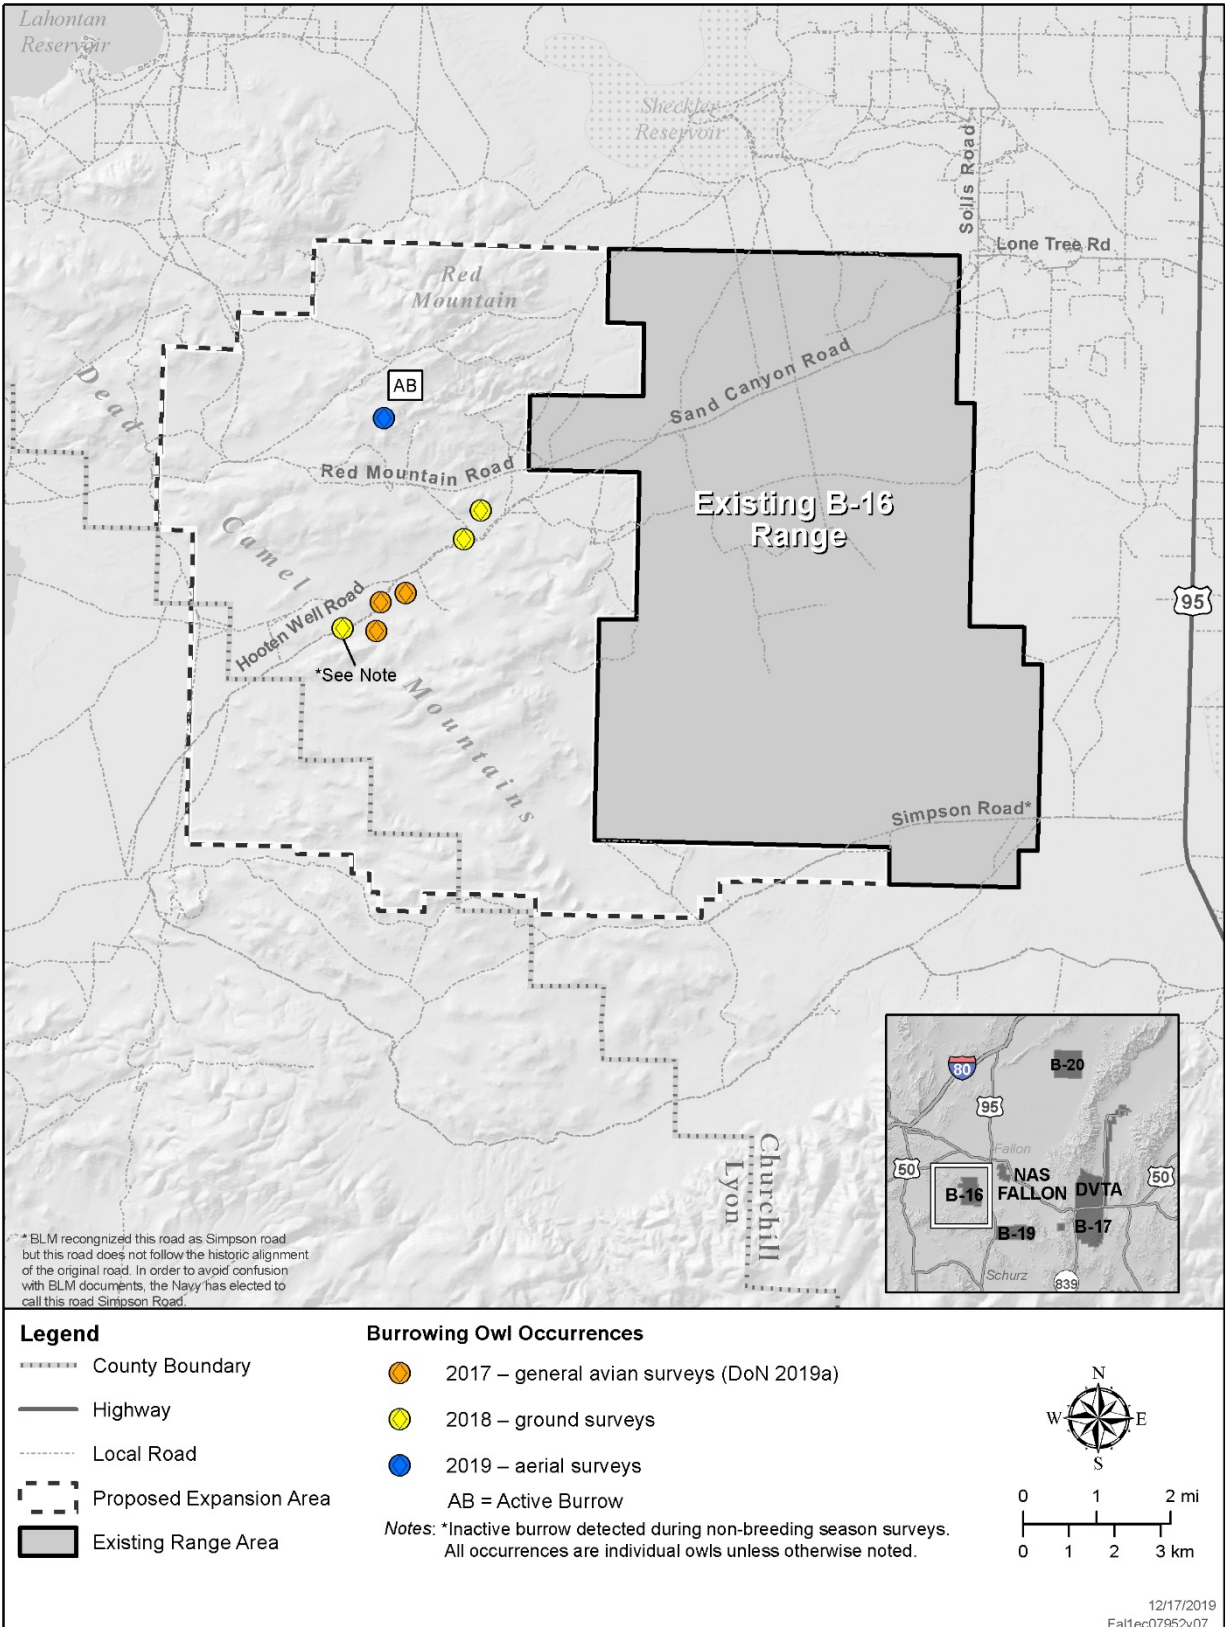 Lahontan
Reservoir
Sheckler
Reservoir
Solis Road
Lone Tree Rd
Red
Mountain
Dead
AB
Sand Canyon Road
Red Mountain Road
Existing B-16
Range
Camel
95
Hooten Well Road
*See Note
Mountains
Simpson Road*
Churchill
Lyon
80
B-20
95
Fallon
50
NAS
FALLON
DVTA
50
B-16
B-17
B-19
Schurz
839
* BLM recongnized this road as Simpson road
but this road does not follow the historic alignment
of the original road. In order to avoid confusion
with BLM documents, the Navy has elected to
call this road Simpson Road.
Legend
County Boundary
Highway
Local Road
Proposed Expansion Area
Existing Range Area
Burrowing Owl Occurrences
2017 – general avian surveys (DoN 2019a)
2018 – ground surveys
2019 – aerial surveys
AB = Active Burrow
Notes: *Inactive burrow detected during non-breeding season surveys.
All occurrences are individual owls unless otherwise noted.
N
W E
S
0 1 2 mi
0 1 2 3 km
12/17/2019
Fal1ec07952v07